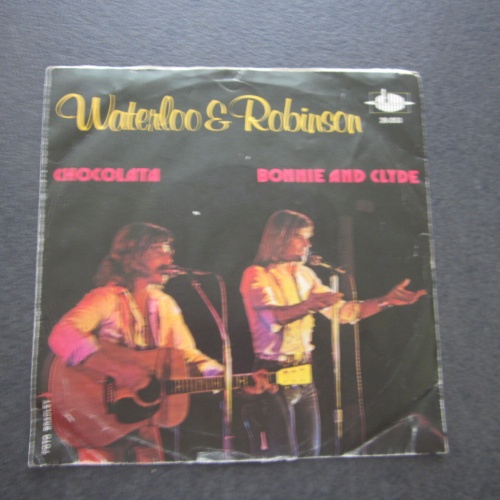 Waterloo & Robinson
CHOCOLATA
BONNIE AND CLYDE